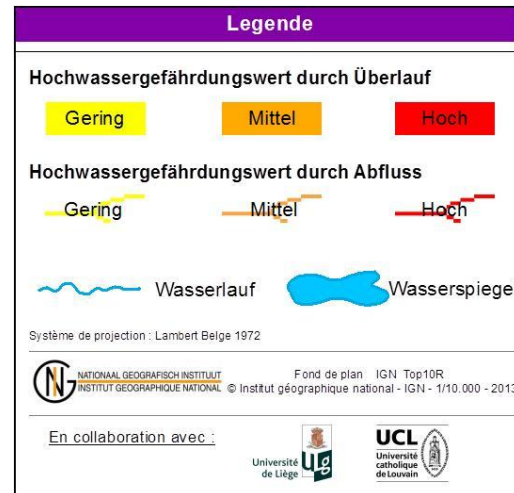 Legende
Hochwassergefährdungswert durch Überlauf
Gering Mittel Hoch
Hochwassergefährdungswert durch Abfluss
Gering Mittel Hoch
Wasserlauf Wasserspiege
Système de projection : Lambert Belge 1972
NGI NATIONAAL GEOGRAFISCH INSTITUUT
INSTITUT GEOGRAPHIQUE NATIONAL
Fond de plan IGN Top10R
© Institut géographique national - IGN - 1/10.000 - 2013
En collaboration avec :
Université de Liège
ULg
UCL
Université
catholique
de Louvain